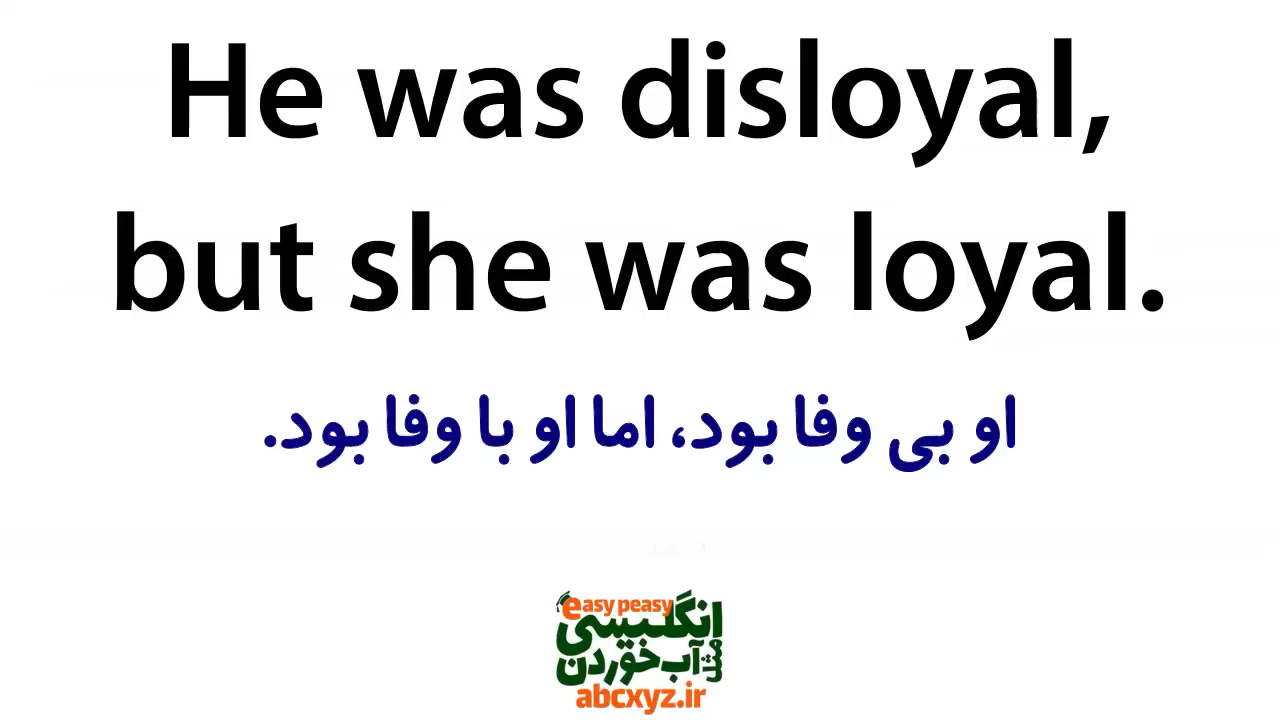 He was disloyal,
but she was loyal.
او بی وفا بود، اما او با وفا بود.
easy peasy
انگلیسی
مثل آب خوردن
abcxyz.ir